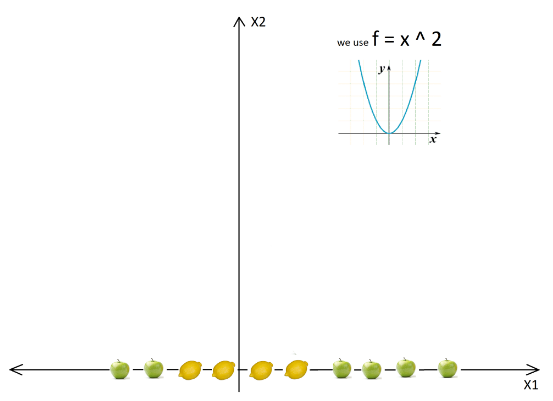 X2
we use f = x ^ 2
y
x
X1